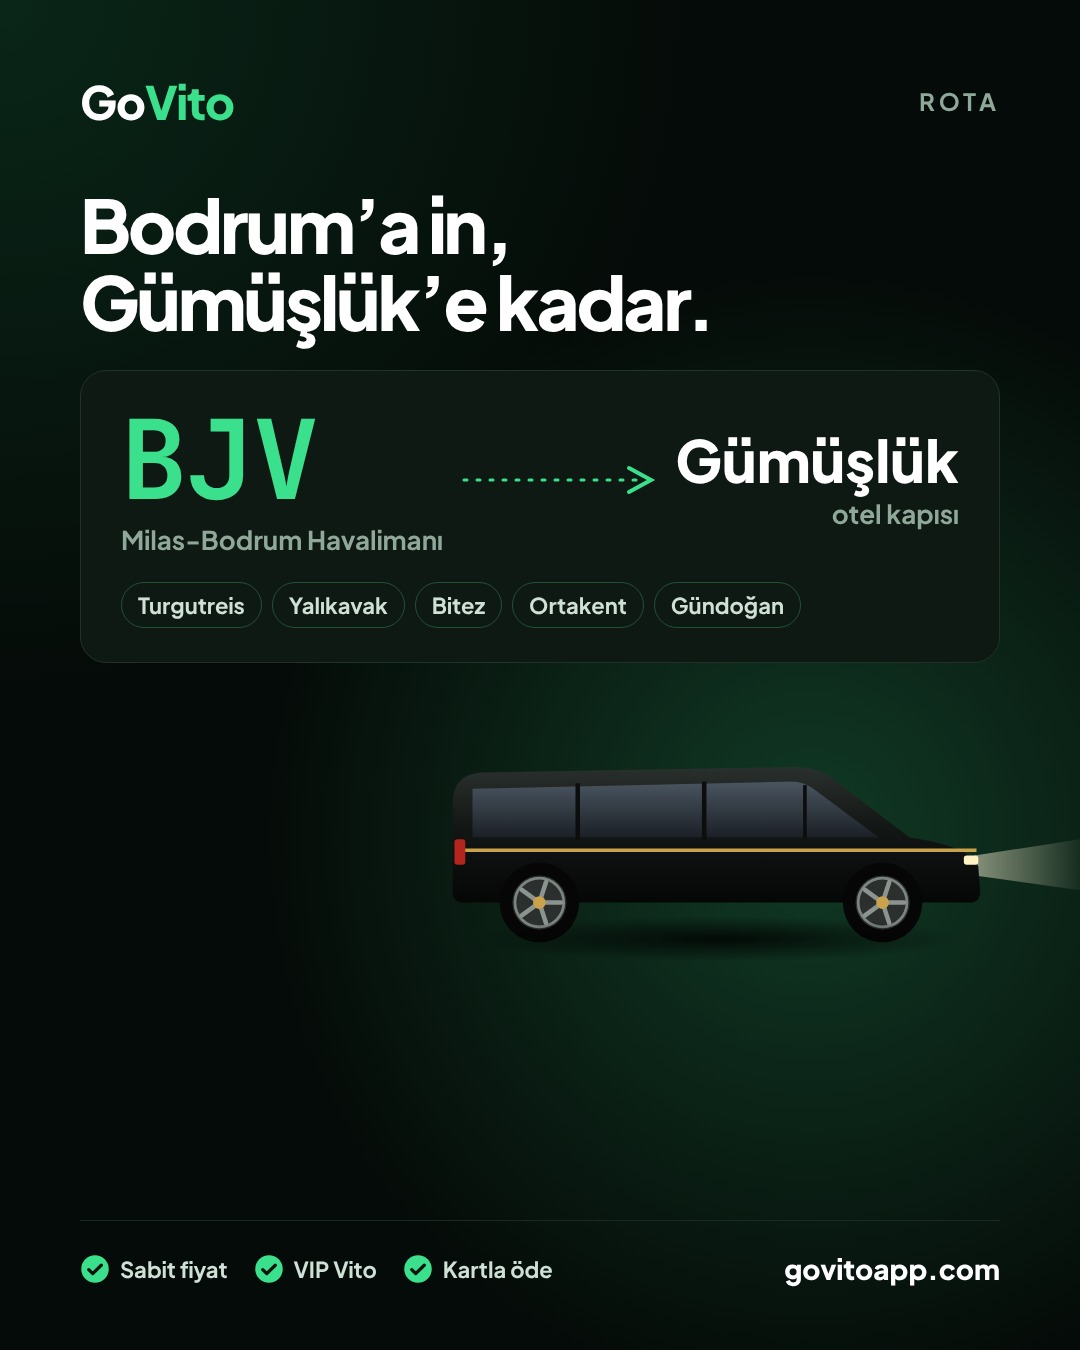 GoVito
ROTA
Bodrum’a in,
Gümüşlük’e kadar.
BJV
Gümüşlük
otel kapısı
Milas-Bodrum Havalimanı
Turgutreis
Yalıkavak
Bitez
Ortakent
Gündoğan
Sabit fiyat
VIP Vito
Kartla öde
govitoapp.com